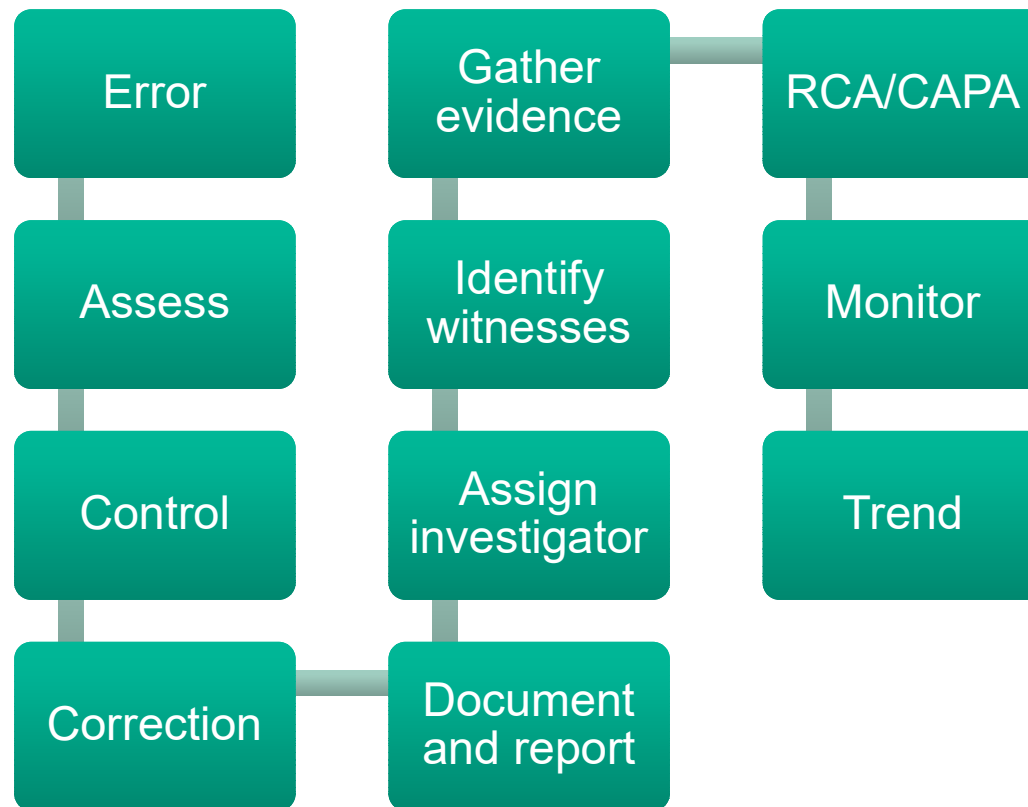 Error
Assess
Control
Correction
Document
and report
Assign
investigator
Identify
witnesses
Gather
evidence
RCA/CAPA
Monitor
Trend